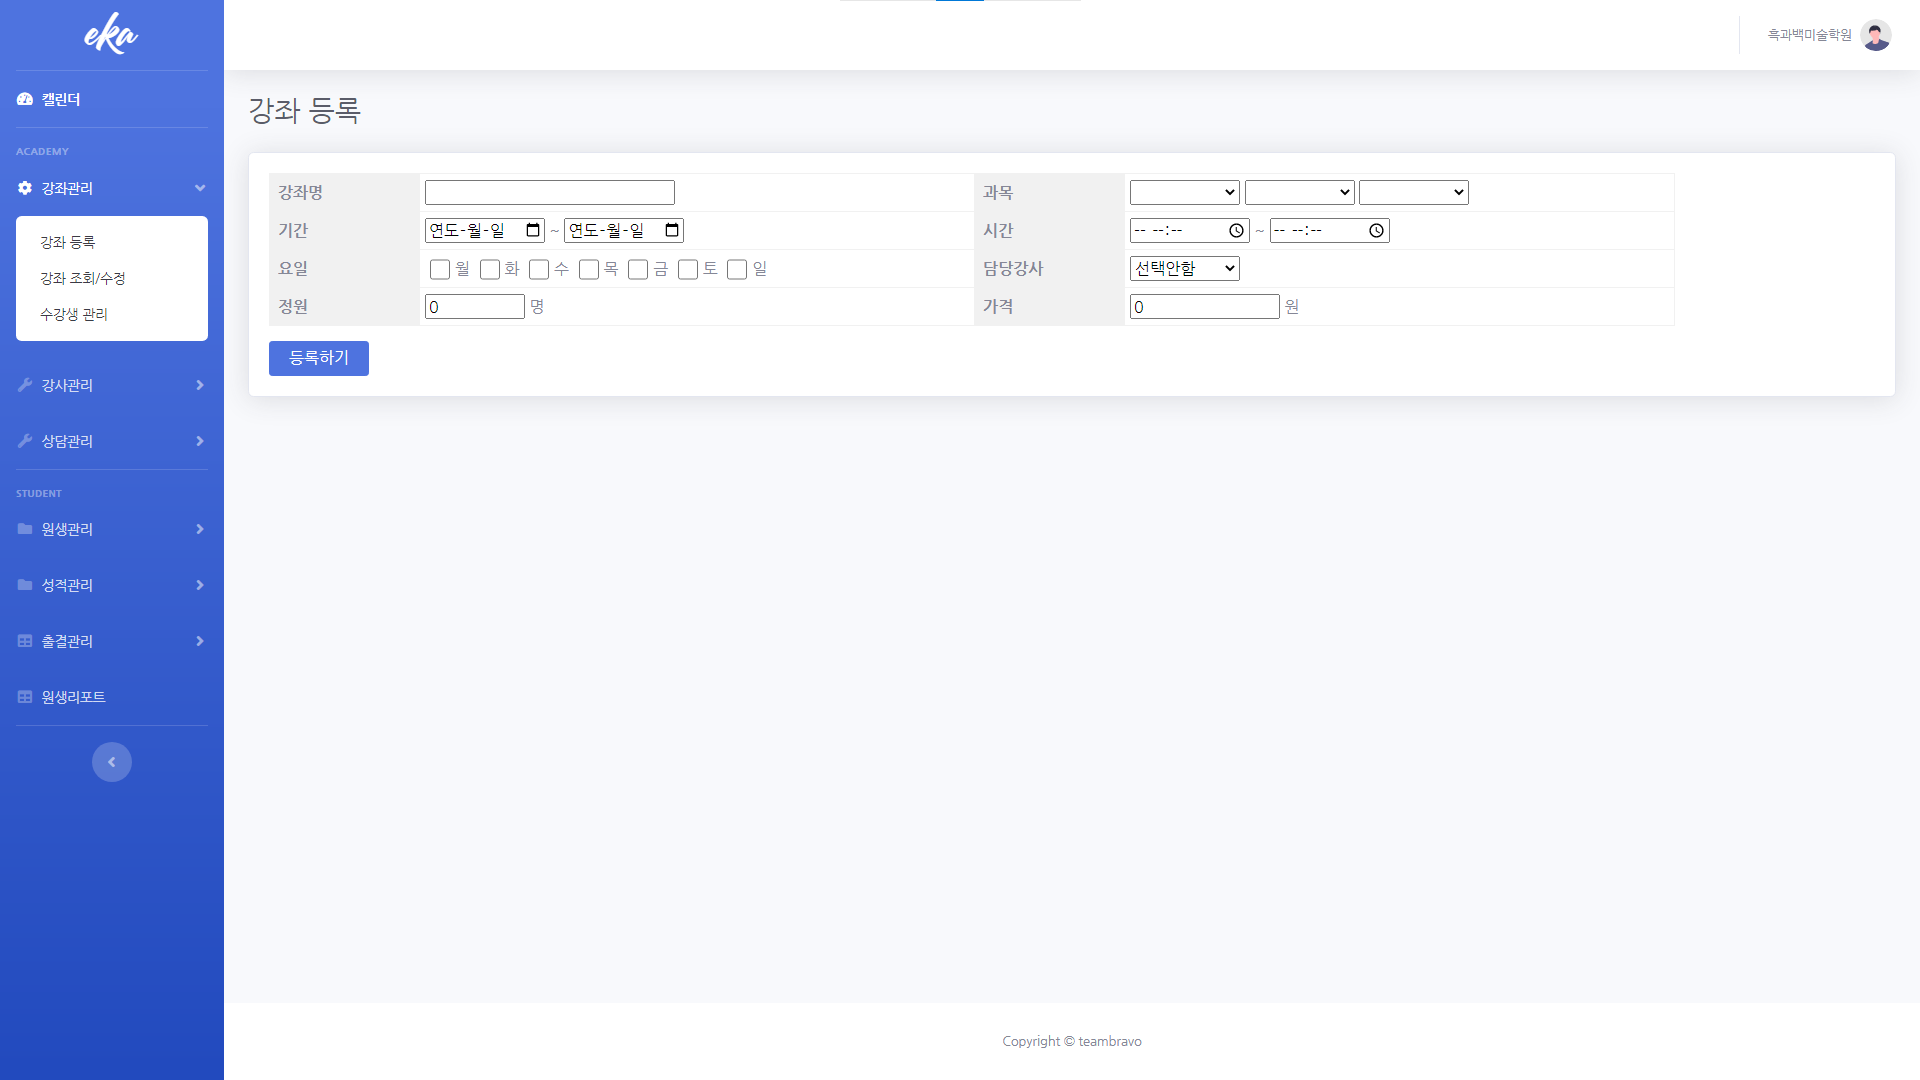 eka
흑과백미술학원
캘린더
ACADEMY
강좌관리
강좌 등록
강좌 조회/수정
수강생 관리
강사관리
상담관리
STUDENT
원생관리
성적관리
출결관리
원생리포트
강좌 등록
강좌명 과목
기간 연도-월-일 ~ 연도-월-일 시간 -- --:-- ~ -- --:--
요일 월 화 수 목 금 토 일 담당강사 선택안함
정원 0 명 가격 0 원
등록하기
Copyright © teambravo